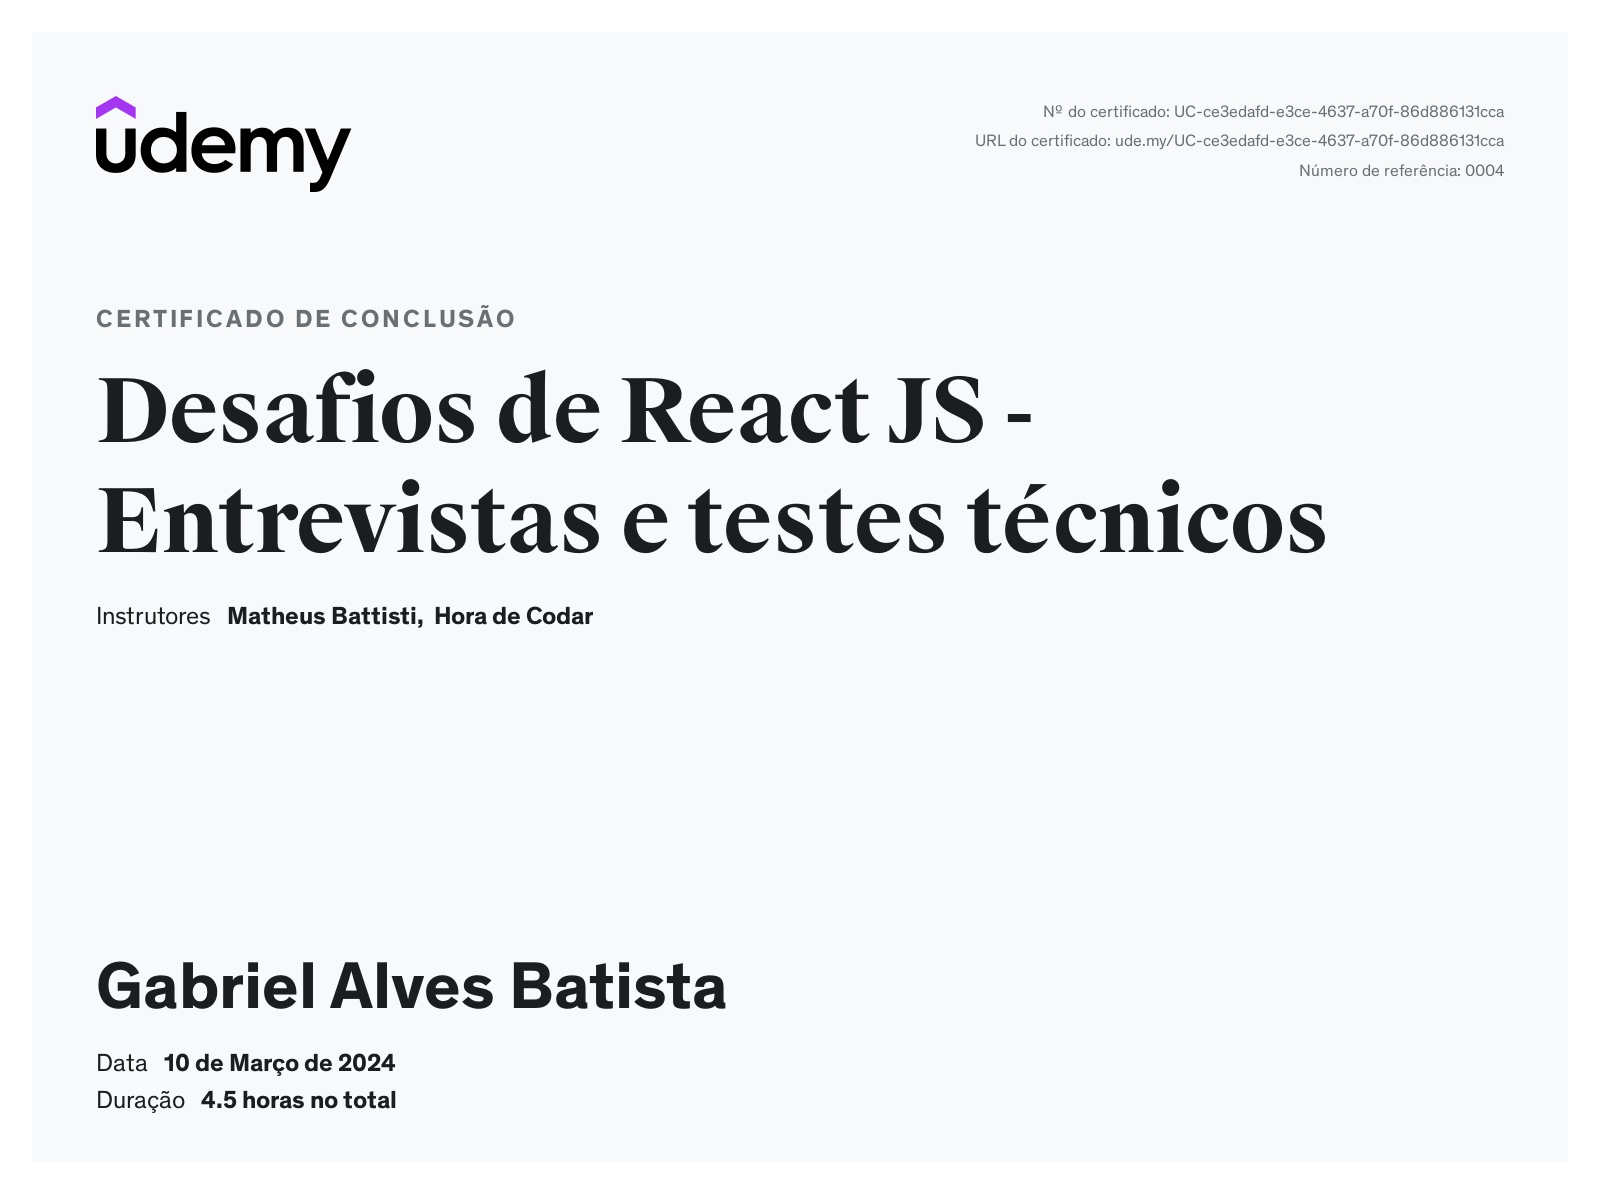 udemy
Nº do certificado: UC-ce3edafd-e3ce-4637-a70f-86d886131cca
URL do certificado: ude.my/UC-ce3edafd-e3ce-4637-a70f-86d886131cca
Número de referência: 0004
CERTIFICADO DE CONCLUSÃO
Desafios de React JS -
Entrevistas e testes técnicos
Instrutores Matheus Battisti, Hora de Codar
Gabriel Alves Batista
Data 10 de Março de 2024
Duração 4.5 horas no total